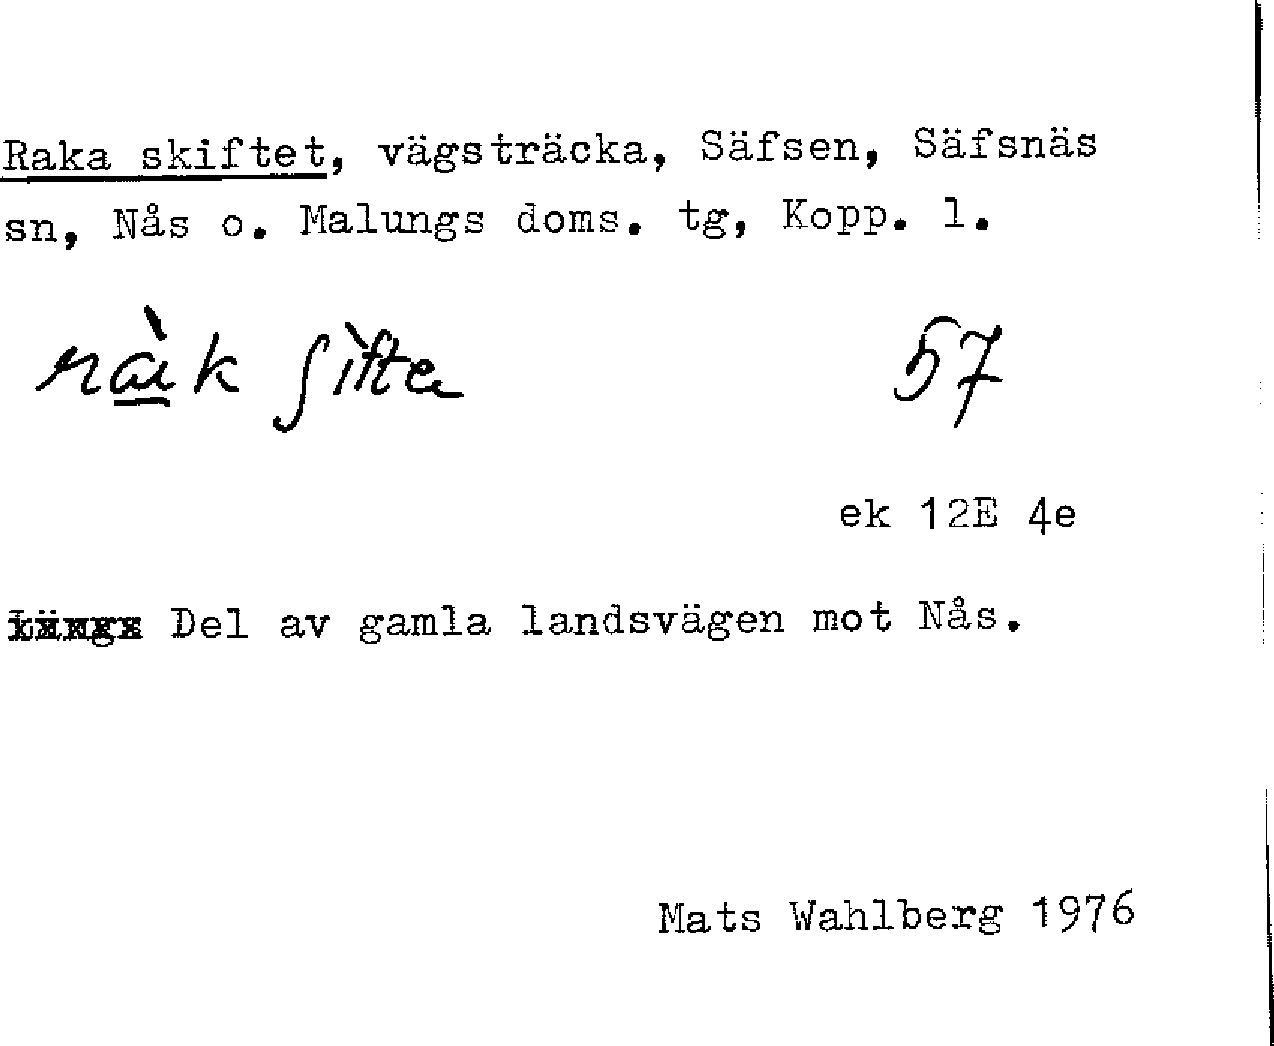 Raka skiftet, vägsträcka, Säfsen, Säfsnäs
sn, Nås o. Malungs doms. tg, Kopp. l.
57
ek 12E 4e
Del av gamla landsvägen mot Nås.
Mats Wahlberg 1976